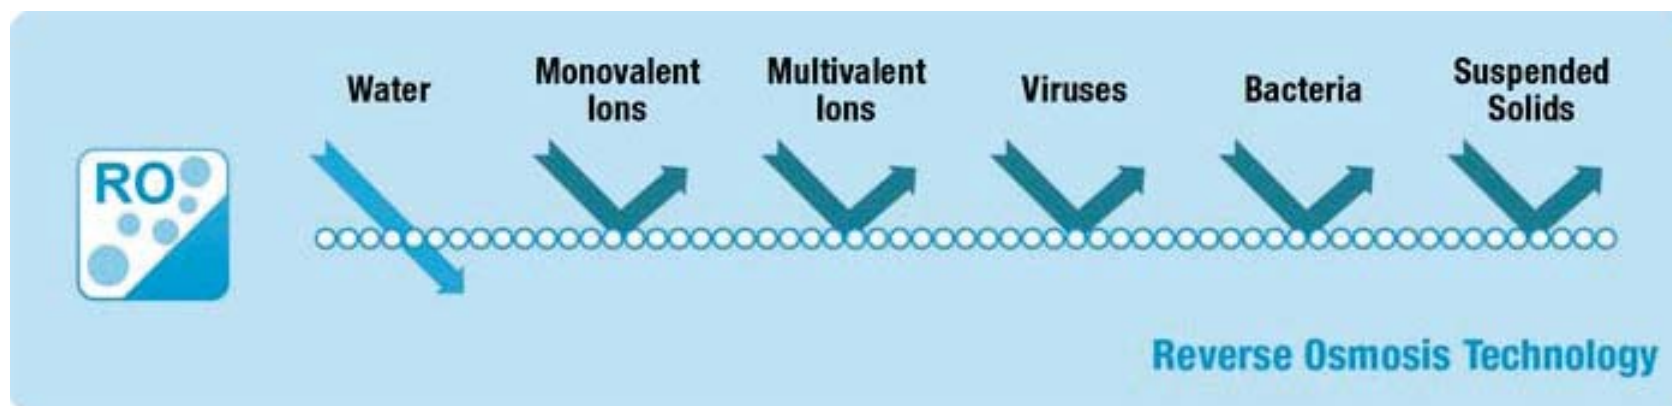 Water
Monovalent
Ions
Multivalent
Ions
Viruses
Bacteria
Suspended
Solids
RO
Reverse Osmosis Technology